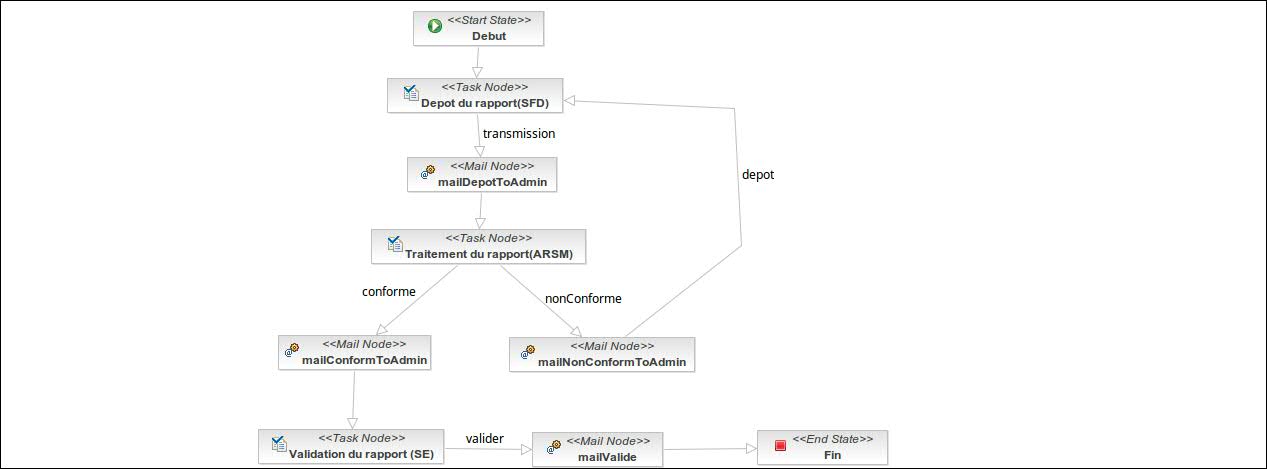 <<Start State>>
Debut
<<Task Node>>
Depot du rapport(SFD)
transmission
<<Mail Node>>
mailDepotToAdmin
depot
<<Task Node>>
Traitement du rapport(ARSM)
conforme
nonConforme
<<Mail Node>>
mailConformToAdmin
<<Mail Node>>
mailNonConformToAdmin
<<Task Node>>
Validation du rapport (SE)
valider
<<Mail Node>>
mailValide
<<End State>>
Fin